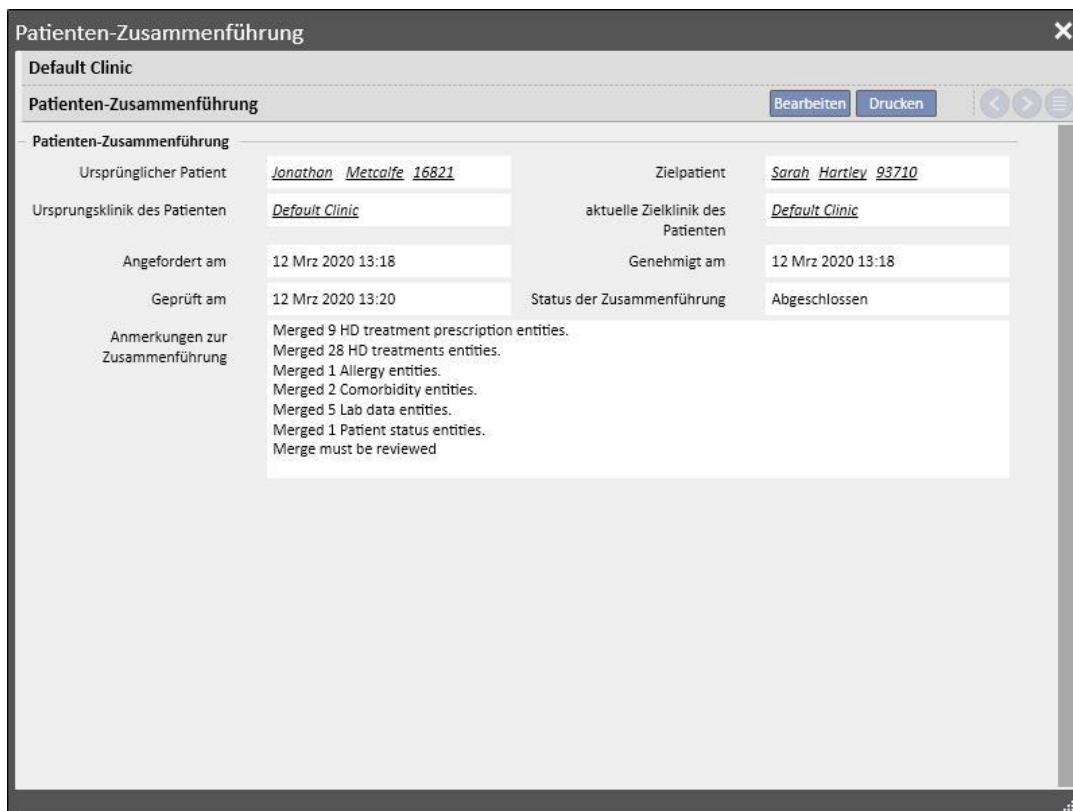 Patienten-Zusammenführung
Default Clinic
Patienten-Zusammenführung
Bearbeiten Drucken
Patienten-Zusammenführung
Ursprünglicher Patient Jonathan Metcalfe 16821 Zielpatient Sarah Hartley 93710
Ursprungsklinik des Patienten Default Clinic aktuelle Zielklinik des Patienten Default Clinic
Angefordert am 12 Mrz 2020 13:18 Genehmigt am 12 Mrz 2020 13:18
Geprüft am 12 Mrz 2020 13:20 Status der Zusammenführung Abgeschlossen
Anmerkungen zur
Zusammenführung
Merged 9 HD treatment prescription entities.
Merged 28 HD treatments entities.
Merged 1 Allergy entities.
Merged 2 Comorbidity entities.
Merged 5 Lab data entities.
Merged 1 Patient status entities.
Merge must be reviewed